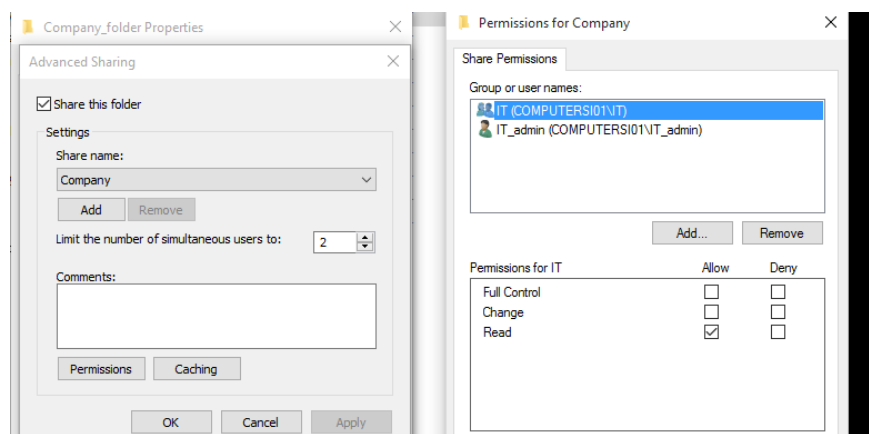 Company_folder Properties
Advanced Sharing
Share this folder
Settings
Share name:
Company
Add Remove
Limit the number of simultaneous users to: 2
Comments:
Permissions Caching
OK Cancel Apply
Permissions for Company
Share Permissions
Group or user names:
IT (COMPUTERSI01\IT)
IT_admin (COMPUTERSI01\IT_admin)
Add... Remove
Permissions for IT Allow Deny
Full Control
Change
Read